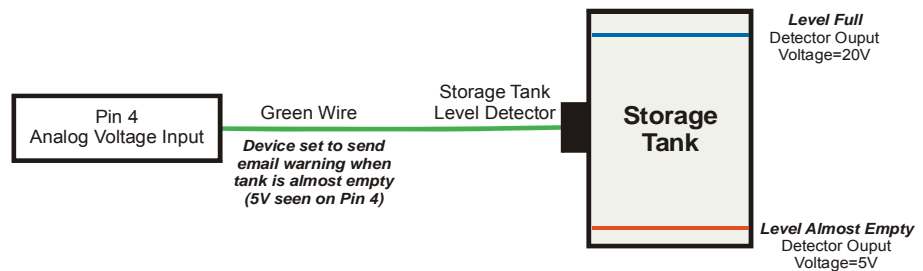 Pin 4
Analog Voltage Input
Green Wire
Device set to send
email warning when
tank is almost empty
(5V seen on Pin 4)
Storage Tank
Level Detector
Storage
Tank
Level Full
Detector Ouput
Voltage=20V
Level Almost Empty
Detector Ouput
Voltage=5V